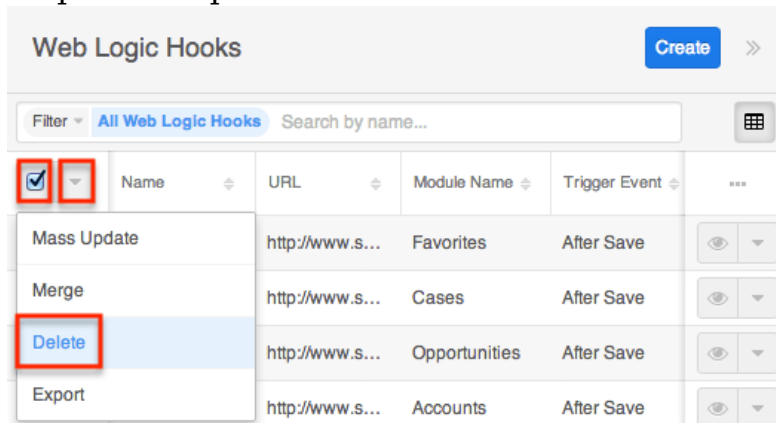 Web Logic Hooks Create
Filter All Web Logic Hooks Search by name...
Name URL Module Name Trigger Event
Mass Update http://www.s... Favorites After Save
Merge http://www.s... Cases After Save
Delete http://www.s... Opportunities After Save
Export http://www.s... Accounts After Save